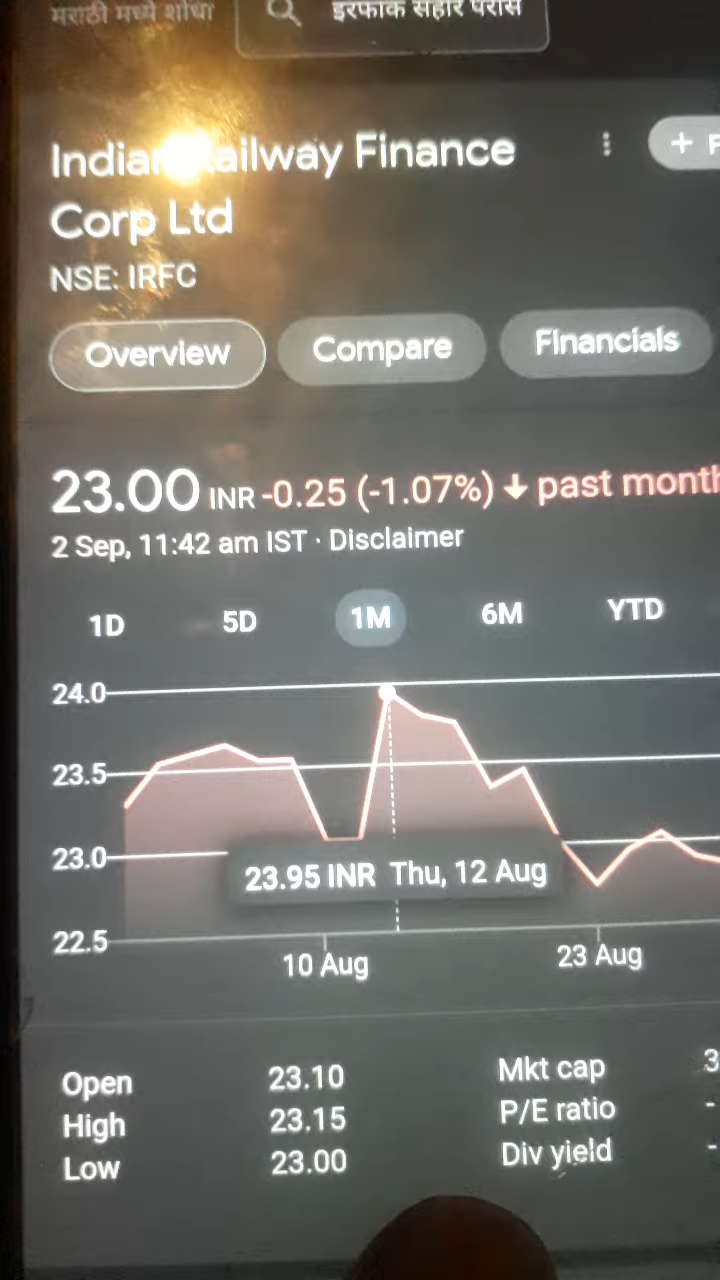 मराठी मध्ये शोधा
इरफाक सहार परास
Indian Railway Finance
Corp Ltd
+ F
NSE: IRFC
Overview Compare Financials
23.00 INR -0.25 (-1.07%) ↓ past month
2 Sep, 11:42 am IST · Disclaimer
1D 5D 1M 6M YTD
24.0
23.5
23.0
23.95 INR Thu, 12 Aug
22.5
10 Aug 23 Aug
Open 23.10 Mkt cap 3
High 23.15 P/E ratio -
Low 23.00 Div yield -